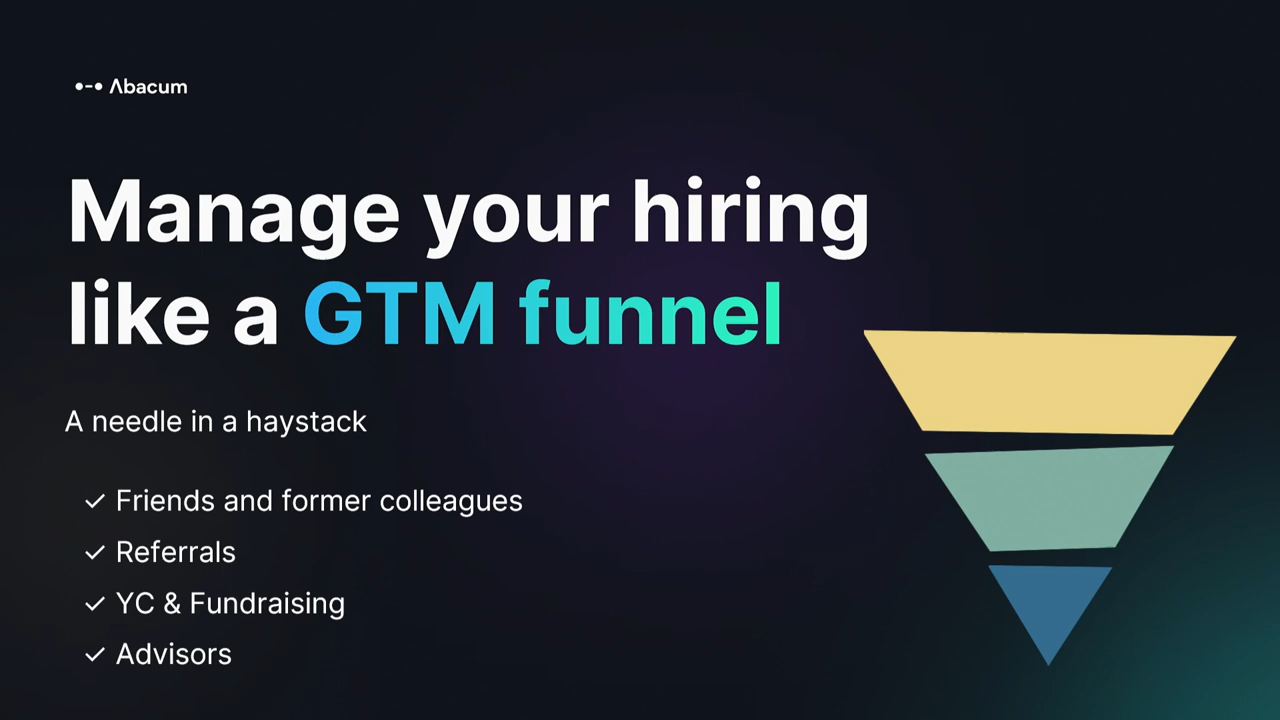 Abacum
Manage your hiring
like a GTM funnel
A needle in a haystack
✓ Friends and former colleagues
✓ Referrals
✓ YC & Fundraising
✓ Advisors